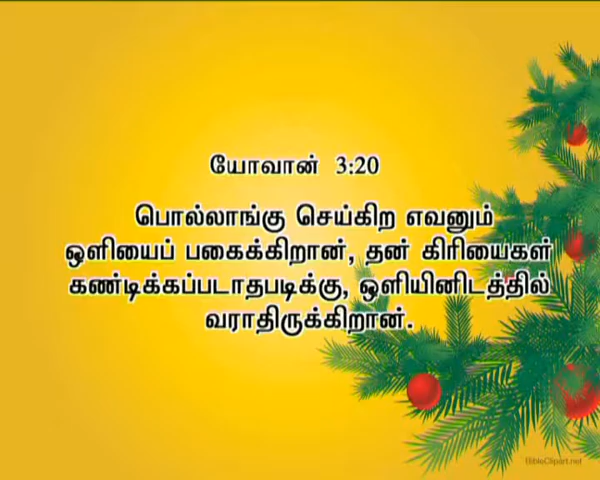 யோவான் 3:20
பொல்லாங்கு செய்கிற எவனும்
ஒளியைப் பகைக்கிறான், தன் கிரியைகள்
கண்டிக்கப்படாதபடிக்கு, ஒளியினிடத்தில்
வராதிருக்கிறான்.
BibleClipart.net